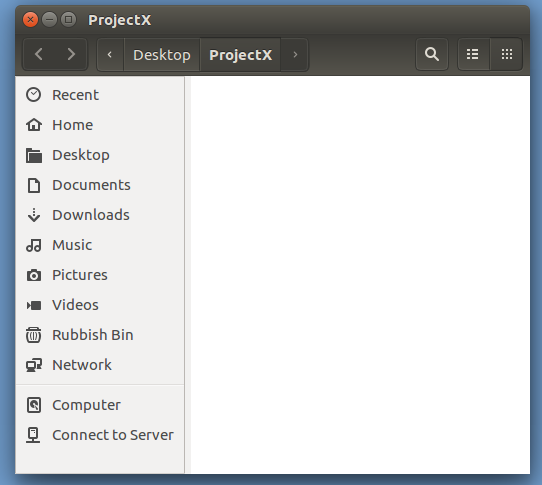 ProjectX
Desktop ProjectX
Recent
Home
Desktop
Documents
Downloads
Music
Pictures
Videos
Rubbish Bin
Network
Computer
Connect to Server